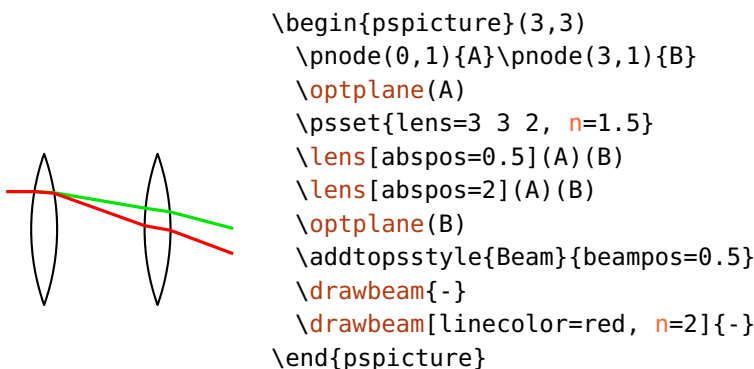 \begin{pspicture}(3,3)
\pnode(0,1){A}\pnode(3,1){B}
\optplane(A)
\psset{lens=3 3 2, n=1.5}
\lens[abspos=0.5](A)(B)
\lens[abspos=2](A)(B)
\optplane(B)
\addtopsstyle{Beam}{beampos=0.5}
\drawbeam{-}
\drawbeam[linecolor=red, n=2]{-}
\end{pspicture}